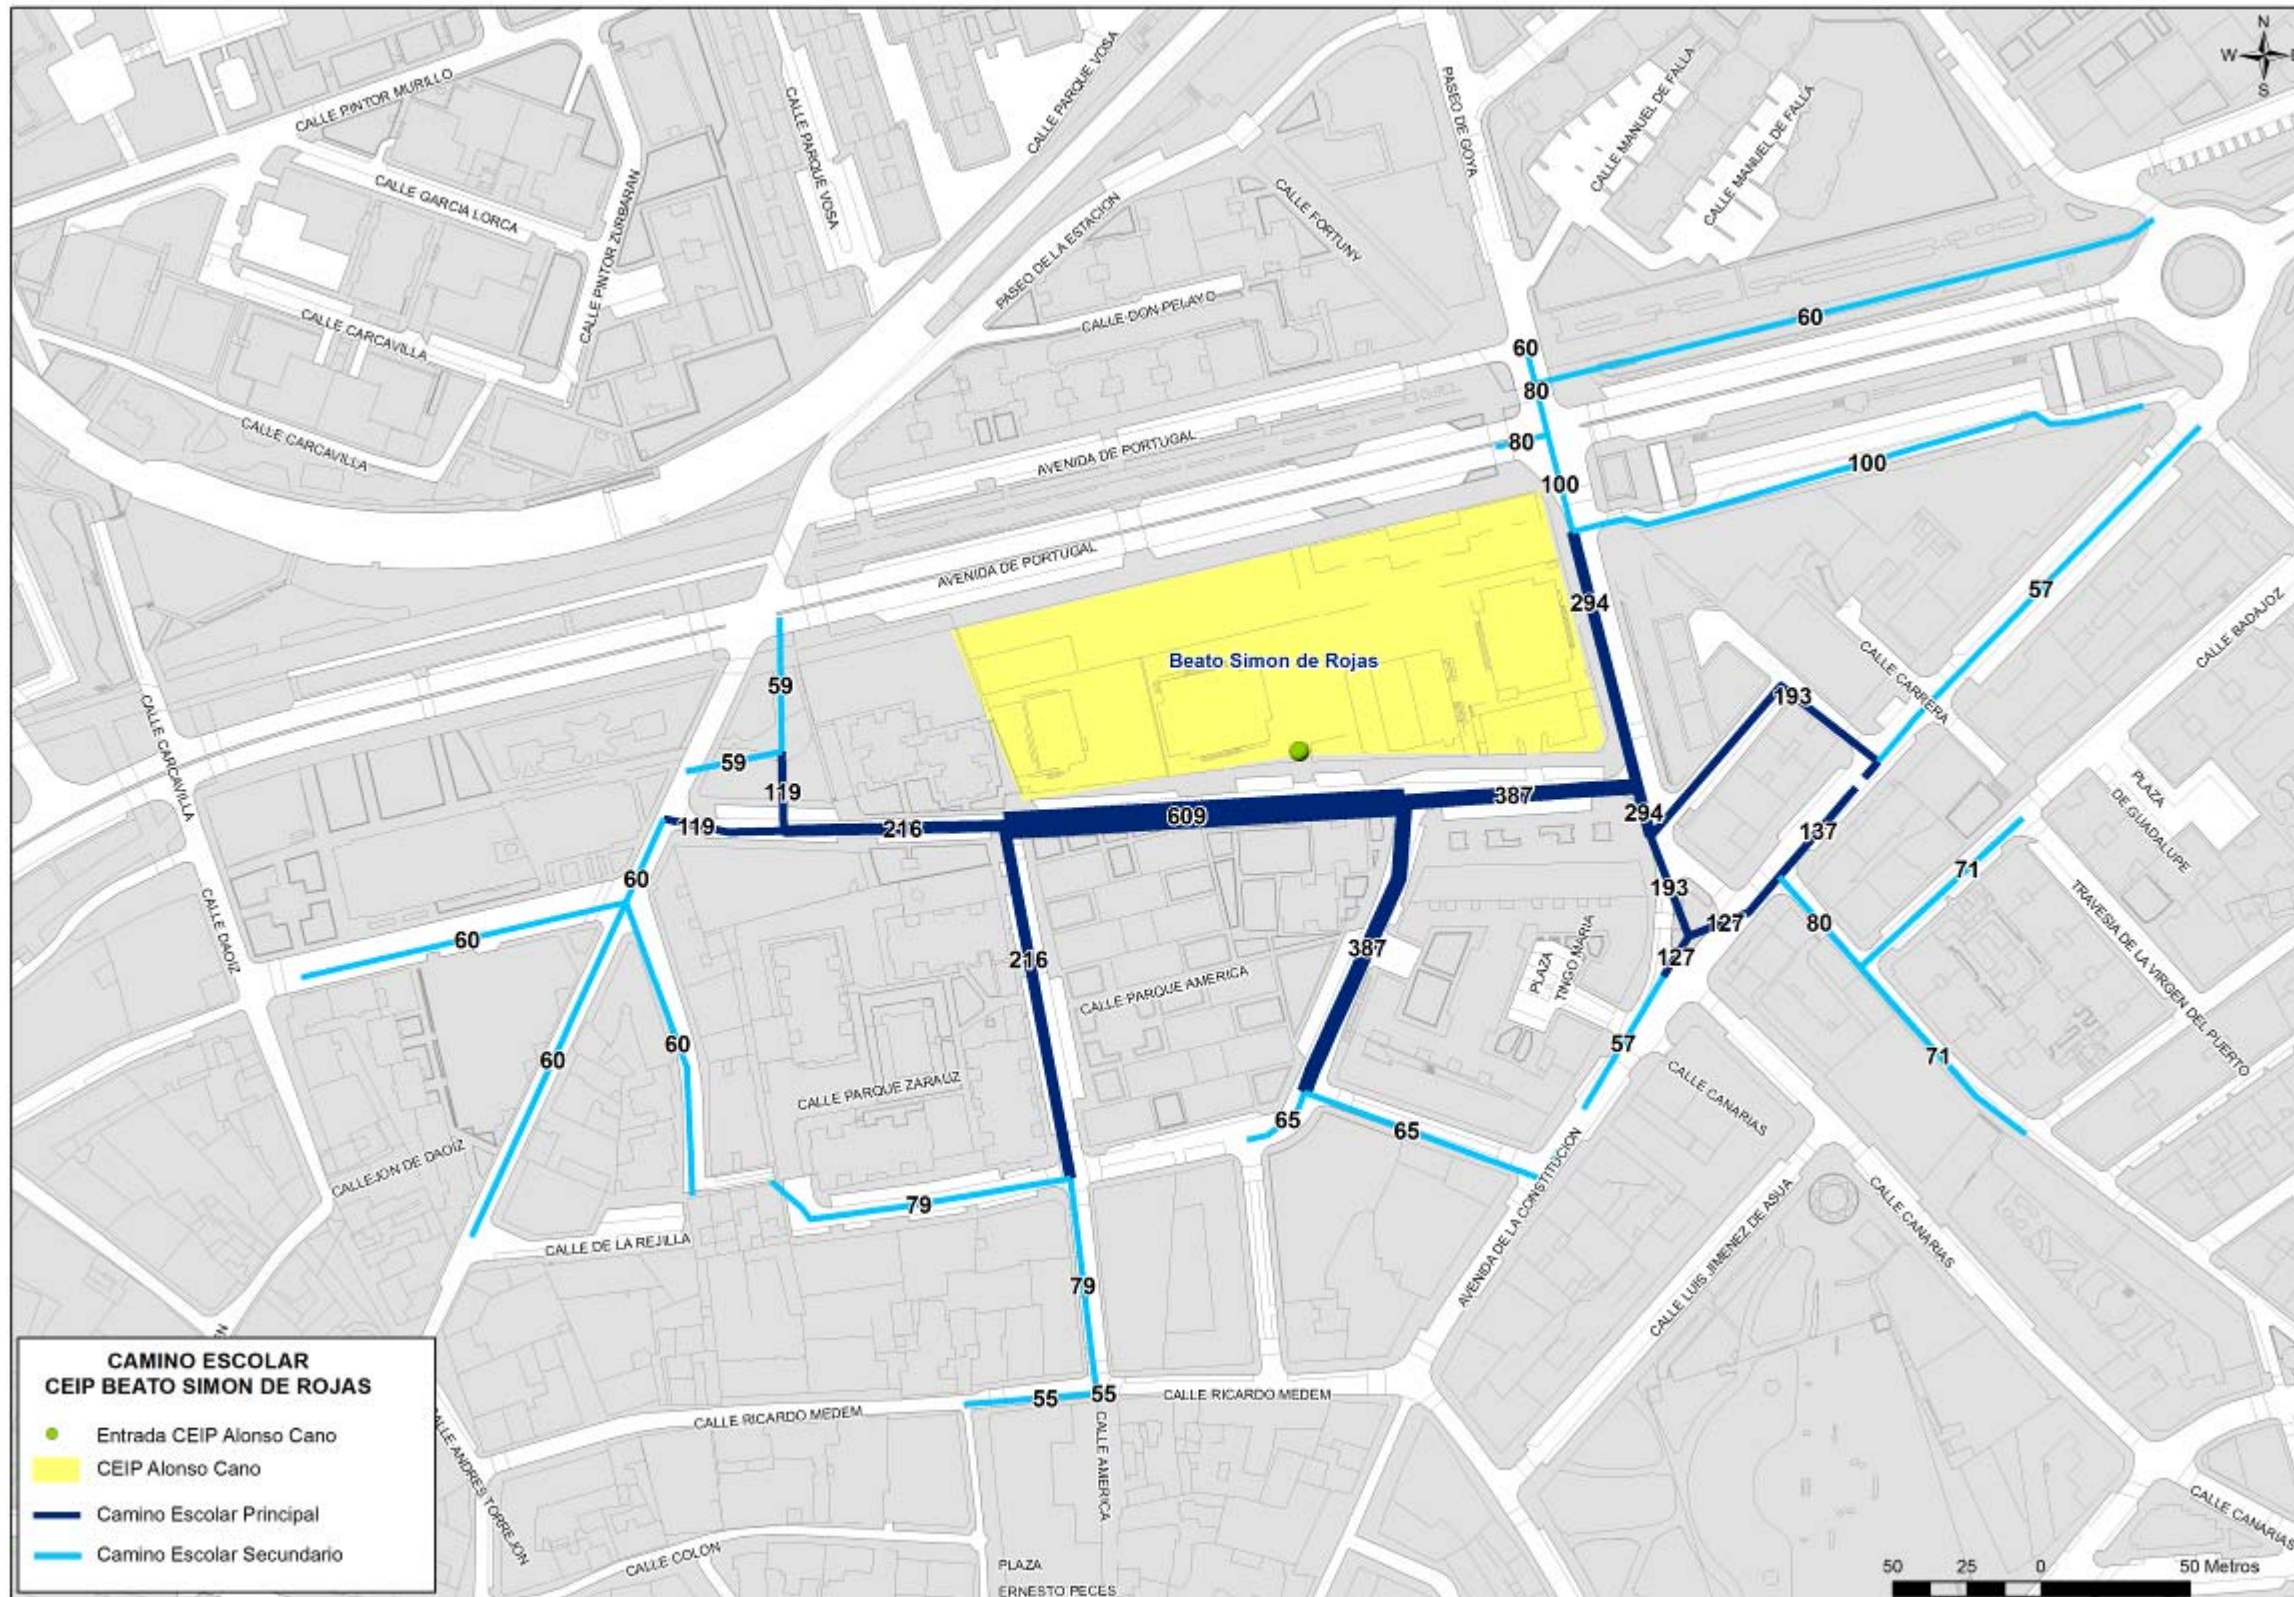 N
W
S
CALLE PINTOR MURILLO
CALLE PARQUE VOSA
CALLE PARQUE VOSA
PASEO DE GOYA
CALLE MANUEL DE FALLA
CALLE MANUEL DE FALLA
CALLE GARCIA LORCA
CALLE PINTOR ZURBARAN
PASEO DE LA ESTACION
CALLE FORTUNY
CALLE CARCAVILLA
CALLE DON PELAYO
60
60
80
CALLE CARCAVILLA
AVENIDA DE PORTUGAL
80
100
100
AVENIDA DE PORTUGAL
57
294
CALLE BADAJOZ
Beato Simon de Rojas
59
193
CALLE CARRERA
CALLE CARCAVILLA
59
119
387
PLAZA
DE GUADALUPE
119
216
609
294
137
60
71
193
CALLE DAOIZ
TRAVESIA DE LA VIRGEN DEL PUERTO
60
216
387
127
80
127
PLAZA
TINGO MARIA
CALLE PARQUE AMERICA
60
60
57
71
CALLE PARQUE ZARAUZ
CALLE CANARIAS
65
65
CALLEJON DE DAOIZ
79
AVENIDA DE LA CONSTITUCION
CALLE LUIS JIMENEZ DE ASUA
CALLE CANARIAS
CALLE DE LA REJILLA
79
55
55
CALLE RICARDO MEDEM
CALLE RICARDO MEDEM
CALLE AMERICA
CALLE ANDRES TORREJON
CALLE COLON
PLAZA
ERNESTO PECES
CALLE CANARIAS
CAMINO ESCOLAR
CEIP BEATO SIMON DE ROJAS
Entrada CEIP Alonso Cano
CEIP Alonso Cano
Camino Escolar Principal
Camino Escolar Secundario
50 25 0 50 Metros